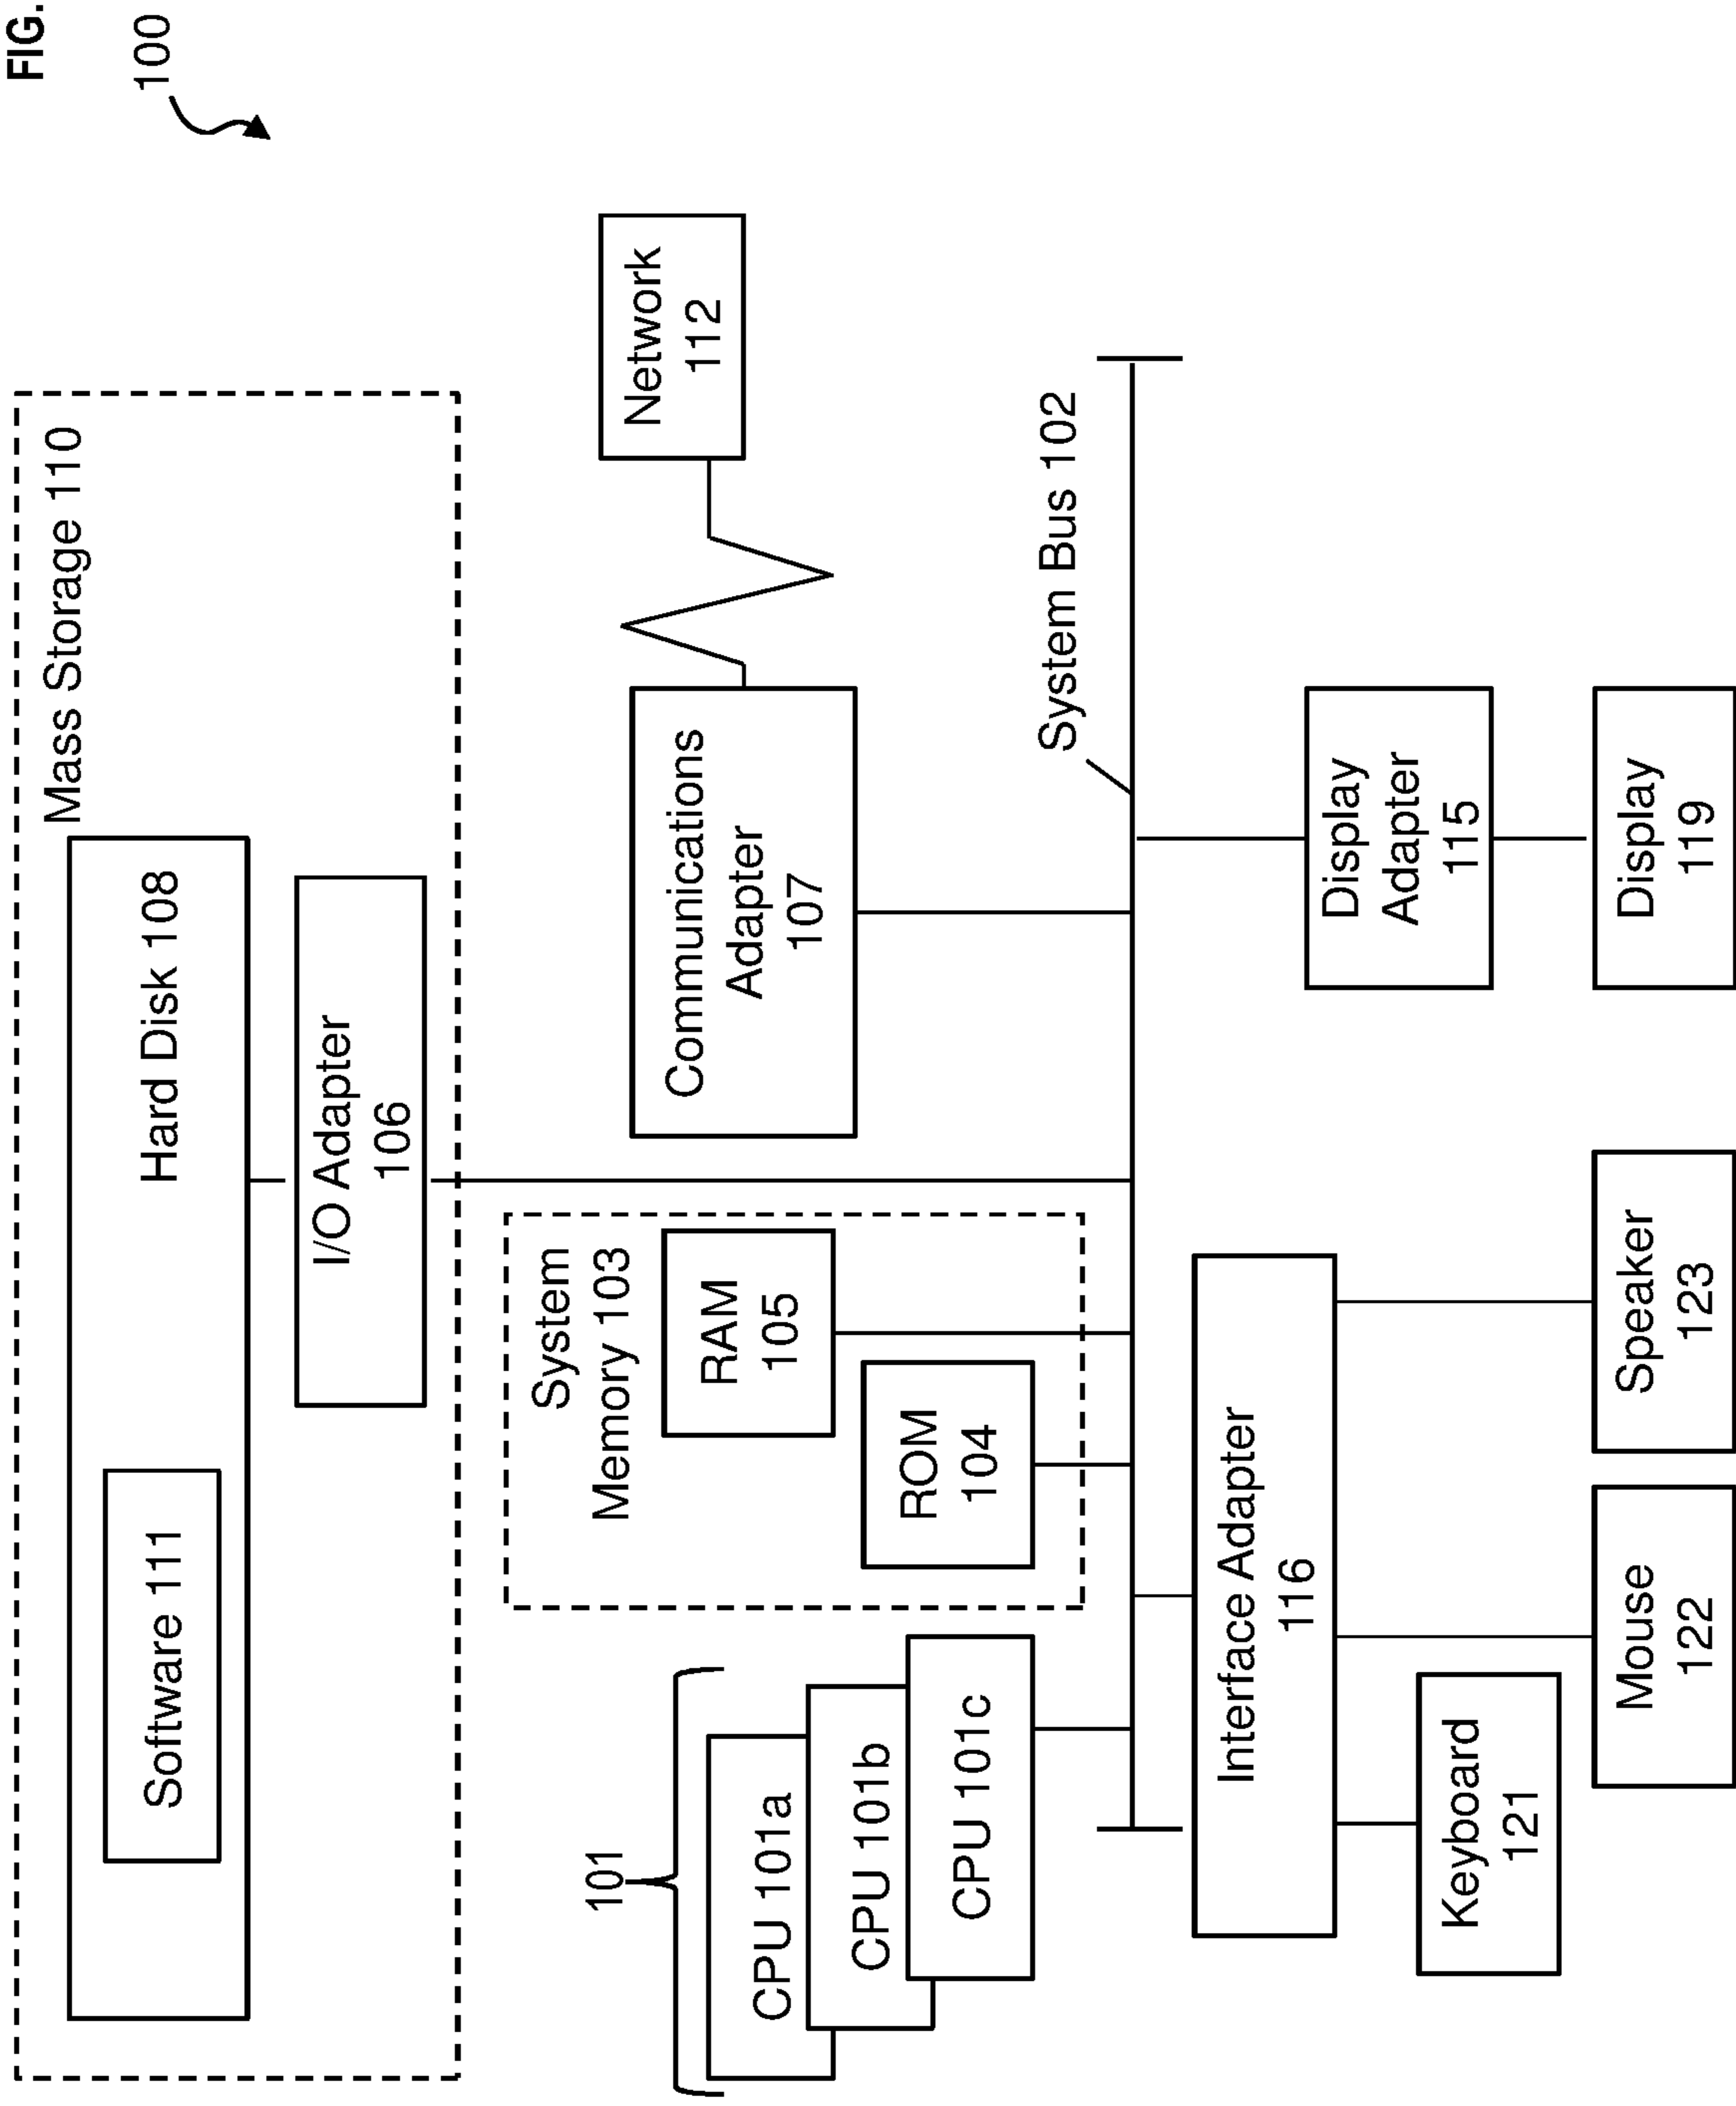 FIG.
100
Mass Storage 110
Hard Disk 108
Software 111
I/O Adapter
106
Network
112
Communications
Adapter
107
System
Memory 103
RAM
105
ROM
104
101
CPU 101a
CPU 101b
CPU 101c
System Bus 102
Interface Adapter
116
Display
Adapter
115
Keyboard
121
Mouse
122
Speaker
123
Display
119